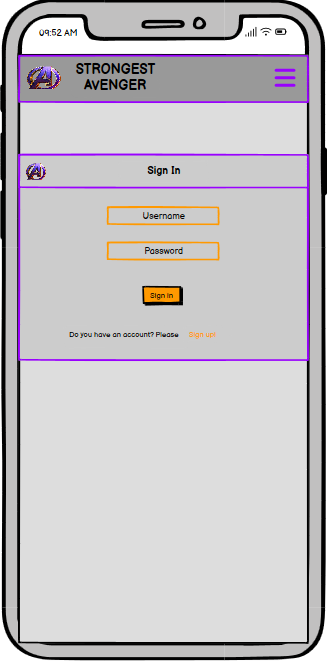 09:52 AM
STRONGEST
AVENGER
Sign In
Username
Password
Sign in
Do you have an account? Please Sign up!